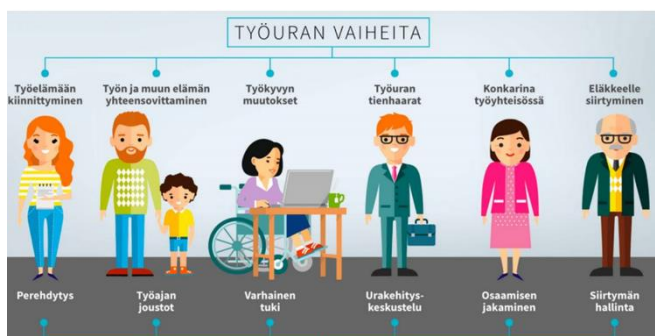 TYÖURAN VAIHEITA
Työelämään
kiinnittyminen
Työn ja muun elämän
yhteensovittaminen
Työkyvyn
muutokset
Työuran
tienhaarat
Konkarina
työyhteisössä
Eläkkeelle
siirtyminen
Perehdytys
Työajan
joustot
Varhainen
tuki
Urakehitys-
keskustelu
Osaamisen
jakaminen
Siirtymän
hallinta